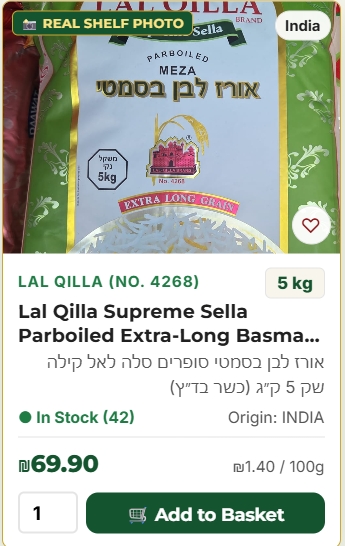 REAL SHELF PHOTO
India
LAL QILLA
BRAND
Sella
PARBOILED
MEZA
אורז לבן בסמטי
משקל
נקי
5kg
No. 4268
EXTRA LONG GRAIN
LAL QILLA (NO. 4268)
5 kg
Lal Qilla Supreme Sella
Parboiled Extra-Long Basma...
אורז לבן בסמטי סופרים סלה לאל קילה
שק 5 ק״ג (כשר בד״ץ)
In Stock (42)
Origin: INDIA
₪69.90
₪1.40 / 100g
1
Add to Basket